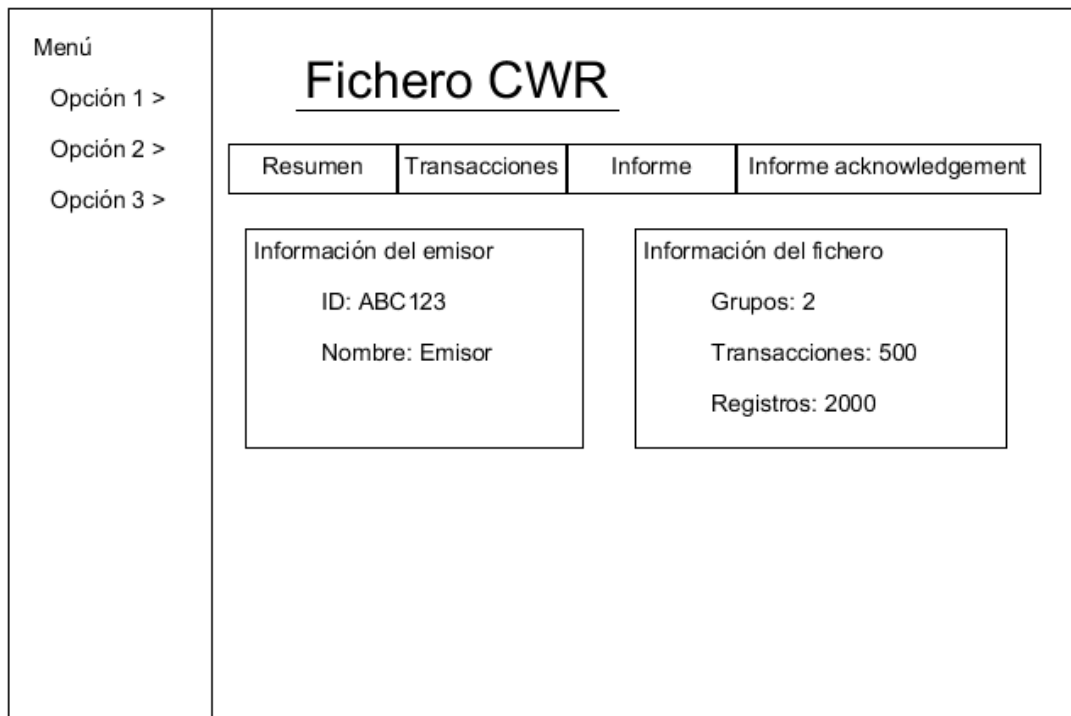 Menú
Opción 1 >
Opción 2 >
Opción 3 >
Fichero CWR
Resumen
Transacciones
Informe
Informe acknowledgement
Información del emisor
ID: ABC123
Nombre: Emisor
Información del fichero
Grupos: 2
Transacciones: 500
Registros: 2000